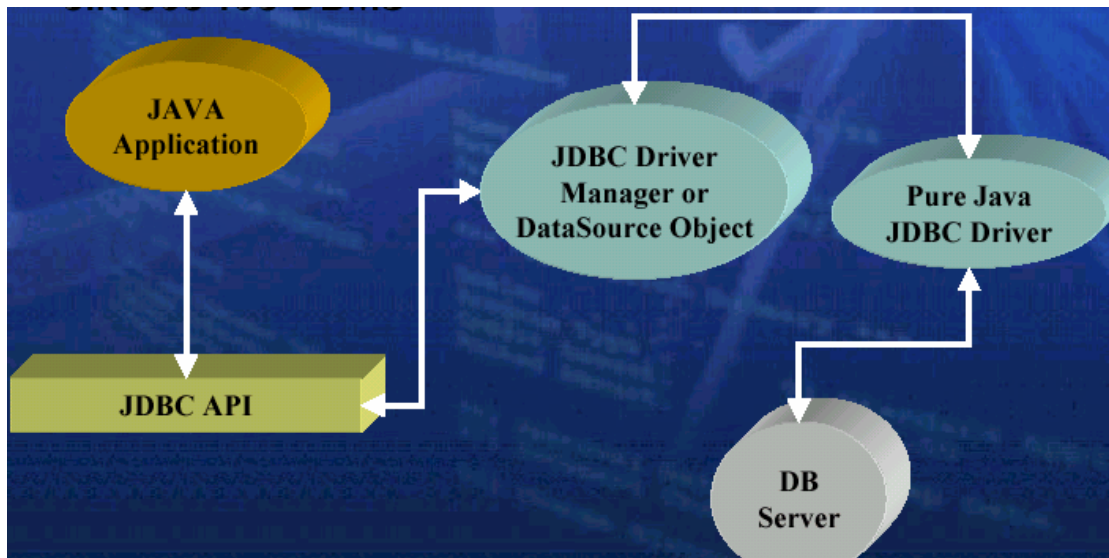 JAVA
Application
JDBC Driver
Manager or
DataSource Object
Pure Java
JDBC Driver
JDBC API
DB
Server